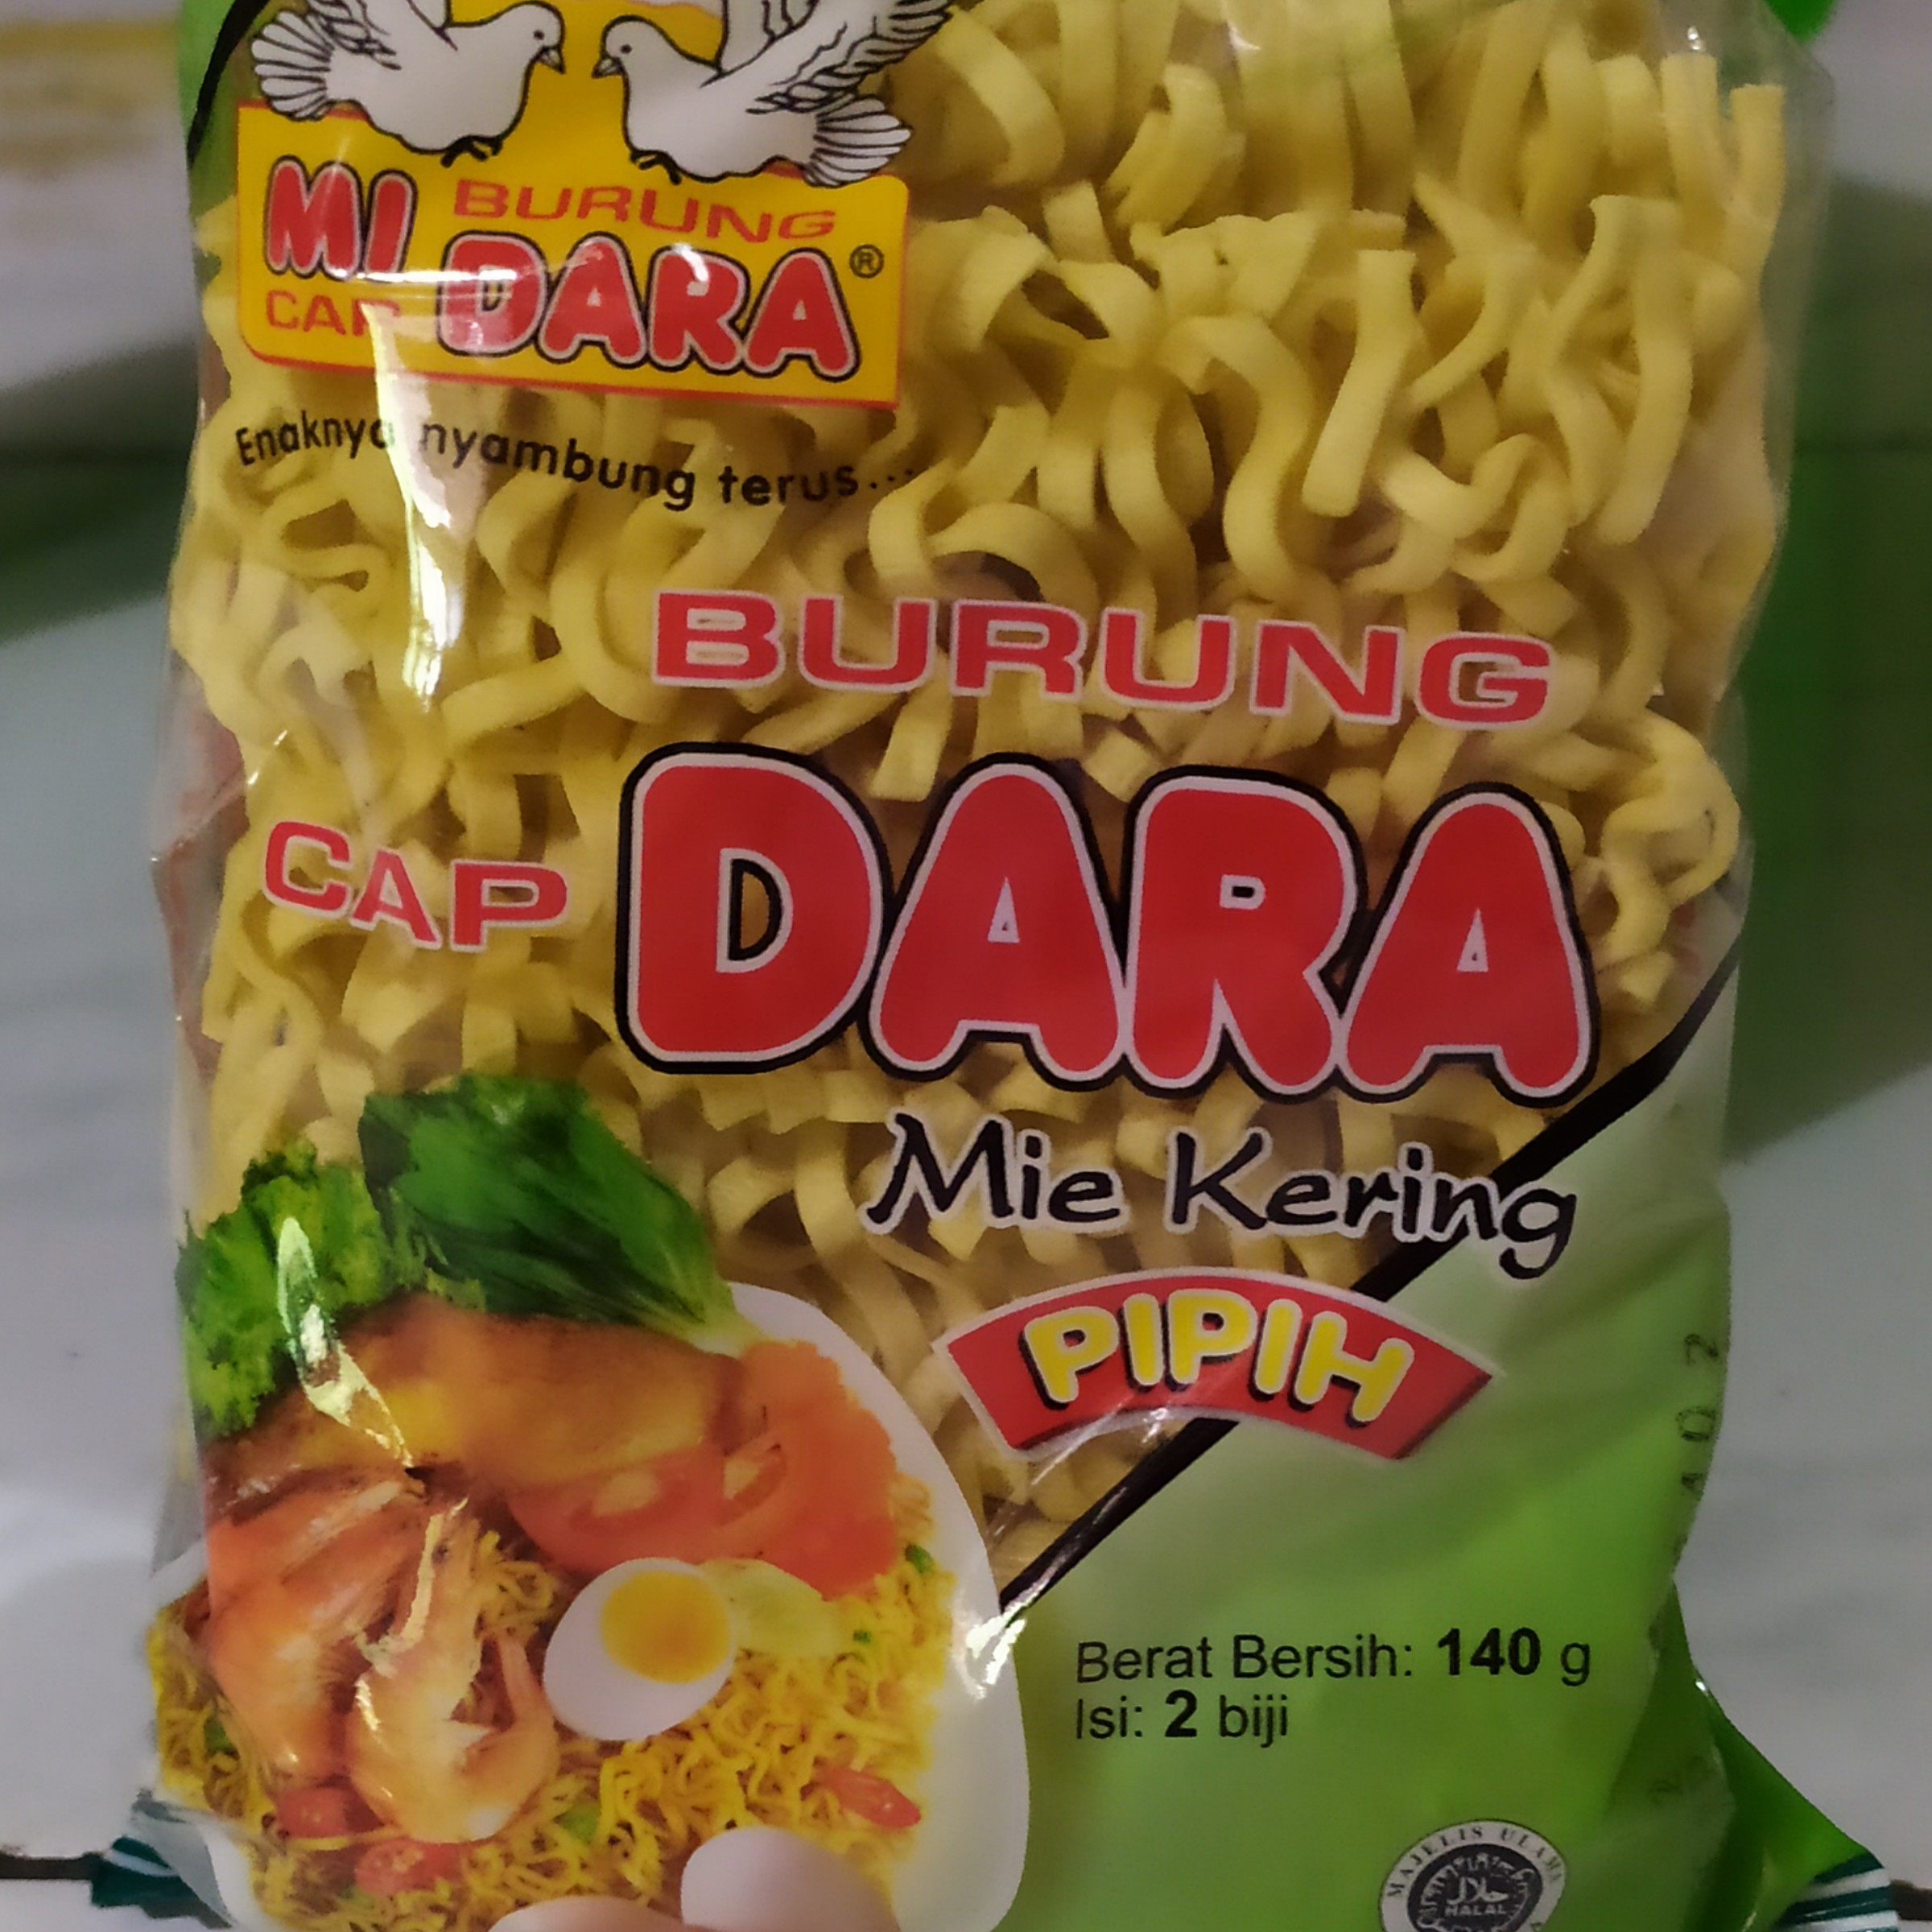 MI BURUNG
CAP DARA®
Enaknya nyambung terus...
BURUNG
CAP DARA
Mie Kering
PIPIH
Berat Bersih: 140 g
Isi: 2 biji
MAJELIS ULAMA
حلال
HALAL